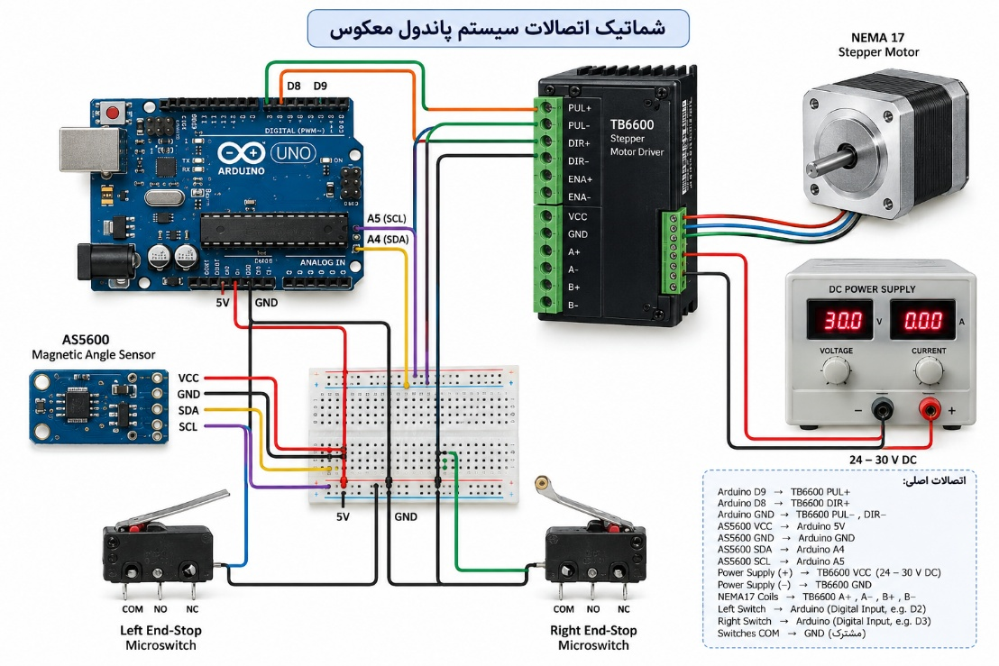 شماتیک اتصالات سیستم پاندول معکوس
NEMA 17
Stepper Motor
D8 D9
DIGITAL (PWM~)
TX
RX
UNO
ARDUINO
ON
A5 (SCL)
A4 (SDA)
ANALOG IN
5V GND
PUL+
PUL-
DIR+
DIR-
ENA+
ENA-
VCC
GND
A+
A-
B+
B-
TB6600
Stepper
Motor Driver
DC POWER SUPPLY
30.0 V 0.00 A
VOLTAGE CURRENT
- +
24 – 30 V DC
AS5600
Magnetic Angle Sensor
VCC
GND
SDA
SCL
5V GND
COM NO NC
Left End-Stop
Microswitch
COM NO NC
Right End-Stop
Microswitch
اتصالات اصلی:
Arduino D9 → TB6600 PUL+
Arduino D8 → TB6600 DIR+
Arduino GND → TB6600 PUL− , DIR−
AS5600 VCC → Arduino 5V
AS5600 GND → Arduino GND
AS5600 SDA → Arduino A4
AS5600 SCL → Arduino A5
Power Supply (+) → TB6600 VCC (24 – 30 V DC)
Power Supply (−) → TB6600 GND
NEMA17 Coils → TB6600 A+ , A− , B+ , B−
Left Switch → Arduino (Digital Input, e.g. D2)
Right Switch → Arduino (Digital Input, e.g. D3)
Switches COM → GND (مشترک)